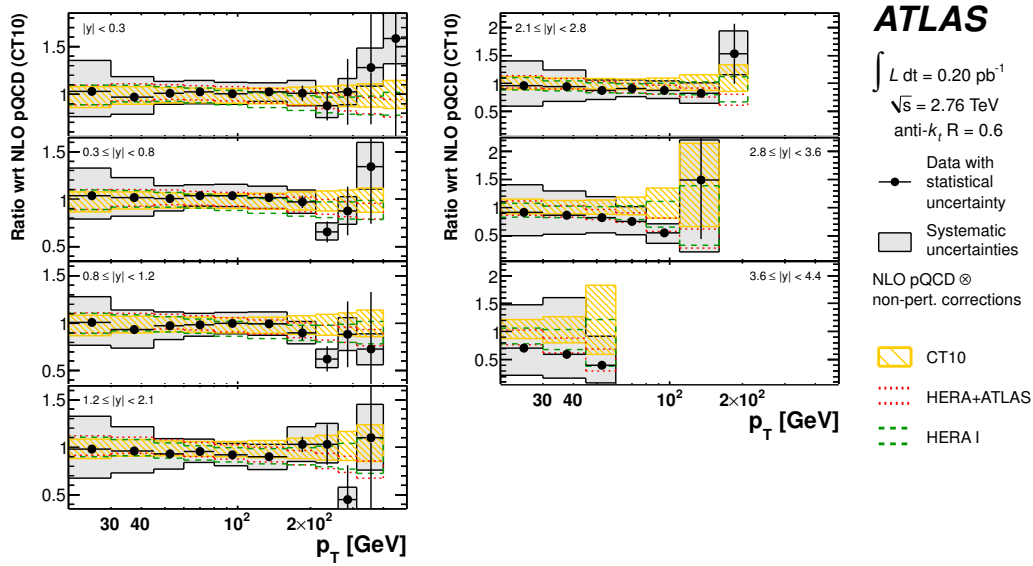 Ratio wrt NLO pQCD (CT10)
|y| < 0.3
1.5
1
0.5
0.3 ≤ |y| < 0.8
1.5
1
0.5
0.8 ≤ |y| < 1.2
1.5
1
0.5
1.2 ≤ |y| < 2.1
1.5
1
0.5
30 40 10² 2×10²
p_T [GeV]
Ratio wrt NLO pQCD (CT10)
2.1 ≤ |y| < 2.8
2
1.5
1
0.5
2.8 ≤ |y| < 3.6
2
1.5
1
0.5
3.6 ≤ |y| < 4.4
2
1.5
1
0.5
30 40 10² 2×10²
p_T [GeV]
ATLAS
∫ L dt = 0.20 pb⁻¹
√s = 2.76 TeV
anti-k_t R = 0.6
Data with
statistical
uncertainty
Systematic
uncertainties
NLO pQCD ⊗
non-pert. corrections
CT10
HERA+ATLAS
HERA I